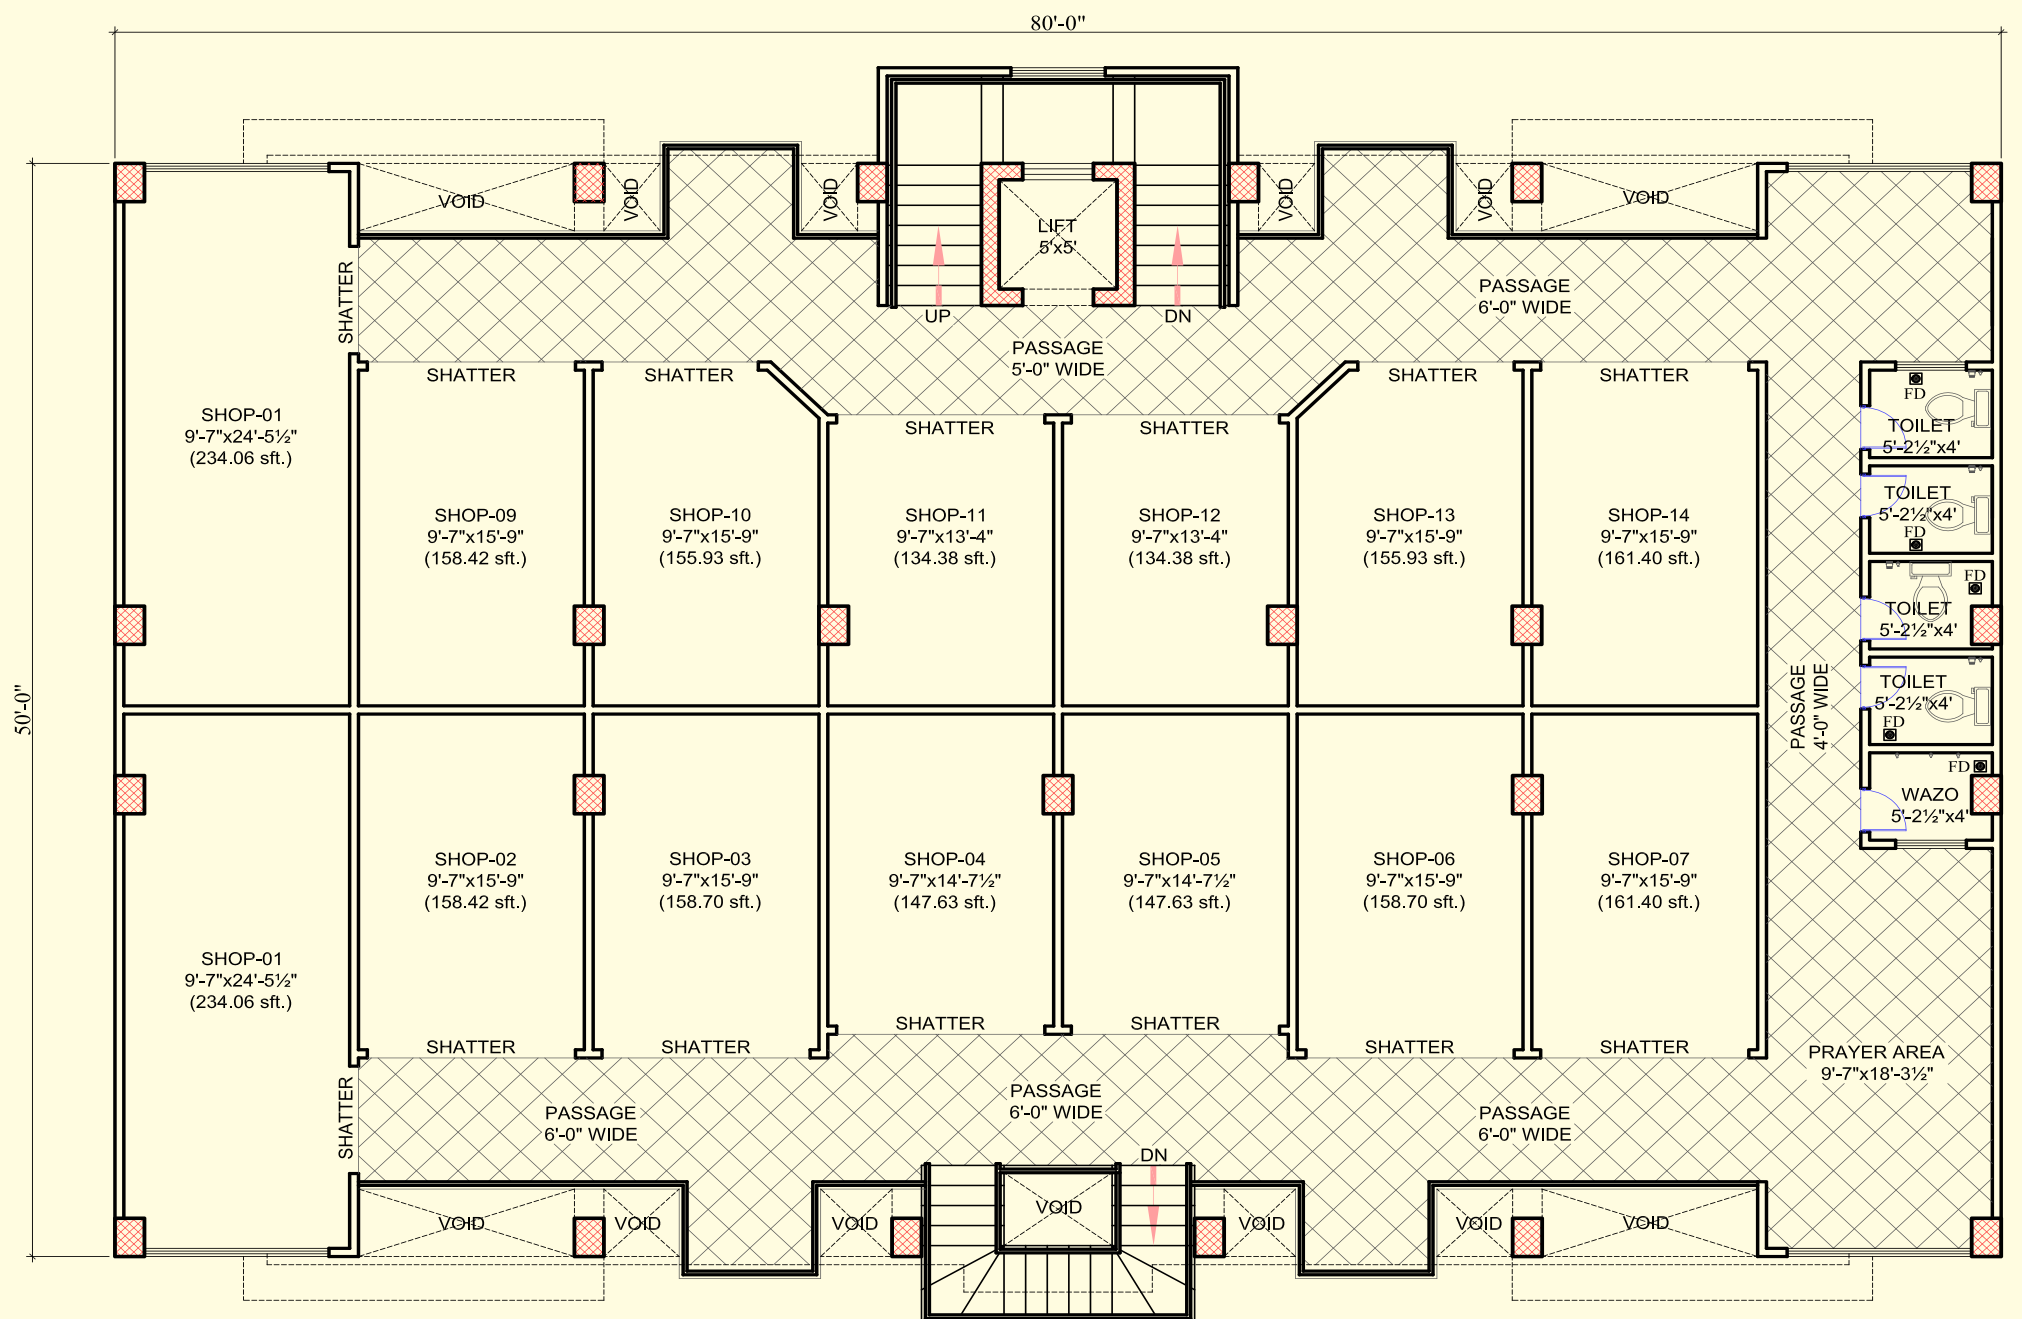 80'-0"
50'-0"
VOID
VOID
VOID
LIFT
5'x5'
VOID
VOID
VOID
UP
DN
SHATTER
PASSAGE
6'-0" WIDE
PASSAGE
5'-0" WIDE
SHATTER
SHATTER
SHATTER
SHATTER
SHATTER
SHATTER
SHOP-01
9'-7"x24'-5½"
(234.06 sft.)
SHOP-09
9'-7"x15'-9"
(158.42 sft.)
SHOP-10
9'-7"x15'-9"
(155.93 sft.)
SHOP-11
9'-7"x13'-4"
(134.38 sft.)
SHOP-12
9'-7"x13'-4"
(134.38 sft.)
SHOP-13
9'-7"x15'-9"
(155.93 sft.)
SHOP-14
9'-7"x15'-9"
(161.40 sft.)
FD
TOILET
5'-2½"x4'
TOILET
5'-2½"x4'
FD
FD
TOILET
5'-2½"x4'
TOILET
5'-2½"x4'
FD
PASSAGE
4'-0" WIDE
FD
WAZO
5'-2½"x4'
SHOP-01
9'-7"x24'-5½"
(234.06 sft.)
SHOP-02
9'-7"x15'-9"
(158.42 sft.)
SHOP-03
9'-7"x15'-9"
(158.70 sft.)
SHOP-04
9'-7"x14'-7½"
(147.63 sft.)
SHOP-05
9'-7"x14'-7½"
(147.63 sft.)
SHOP-06
9'-7"x15'-9"
(158.70 sft.)
SHOP-07
9'-7"x15'-9"
(161.40 sft.)
SHATTER
SHATTER
SHATTER
SHATTER
SHATTER
SHATTER
SHATTER
PRAYER AREA
9'-7"x18'-3½"
PASSAGE
6'-0" WIDE
PASSAGE
6'-0" WIDE
PASSAGE
6'-0" WIDE
DN
VOID
VOID
VOID
VOID
VOID
VOID
VOID